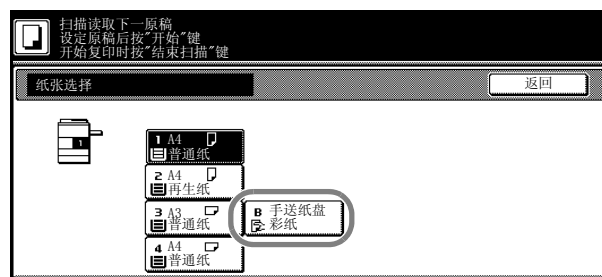 扫描读取下一原稿
设定原稿后按"开始"键
开始复印时按"结束扫描"键
纸张选择
返回
1
1 A4
普通纸
2 A4
再生纸
3 A3
普通纸
B 手送纸盘
彩纸
4 A4
普通纸